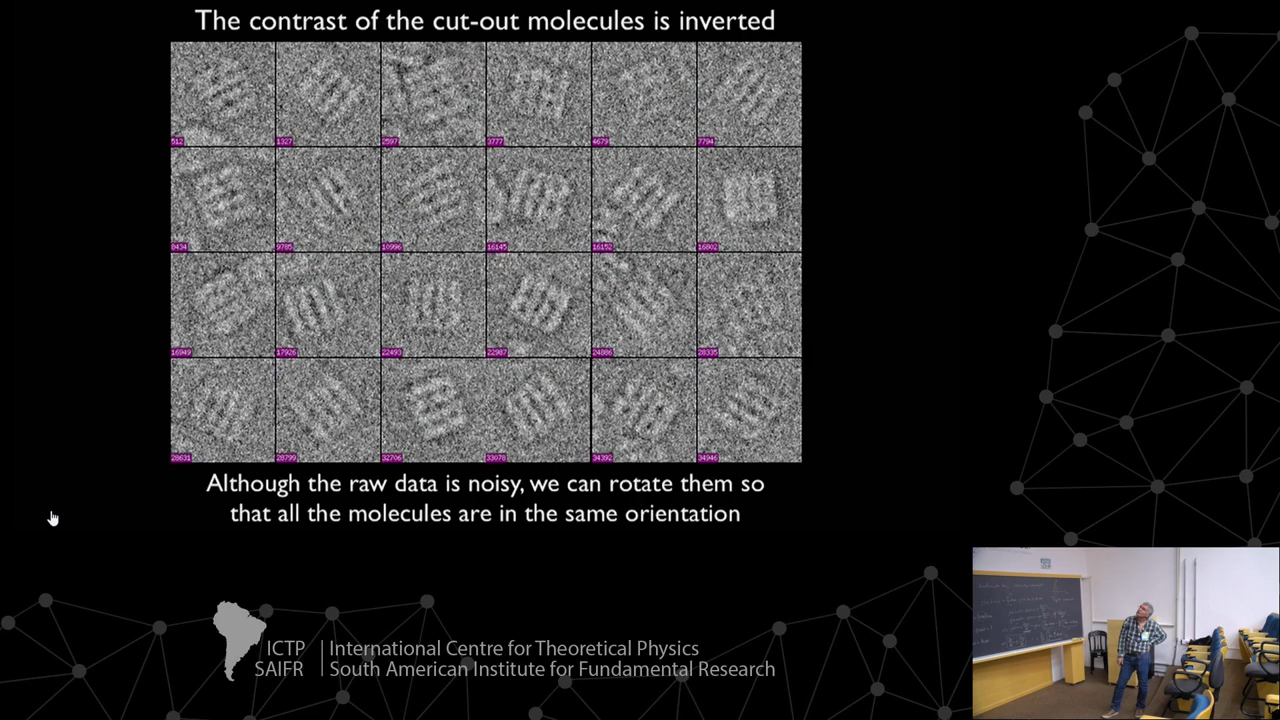 The contrast of the cut-out molecules is inverted
512 1327 2597 3777 4679 7794
8434 9785 10996 16145 16152 16802
16949 17926 22493 22987 24886 28335
28631 28799 32706 33078 34392 34946
Although the raw data is noisy, we can rotate them so
that all the molecules are in the same orientation
ICTP International Centre for Theoretical Physics
SAIFR South American Institute for Fundamental Research